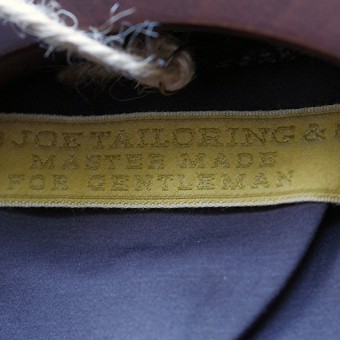 JOE TAILORING &
MASTER MADE
FOR GENTLEMAN